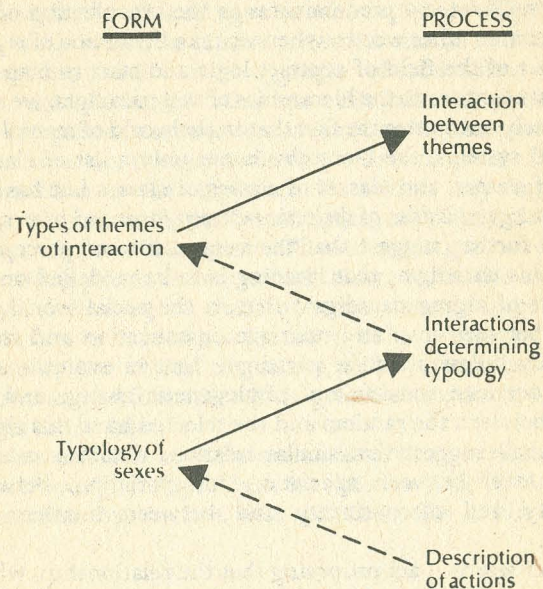 FORM
PROCESS
Interaction
between
themes
Types of themes
of interaction
Interactions
determining
typology
Typology of
sexes
Description
of actions